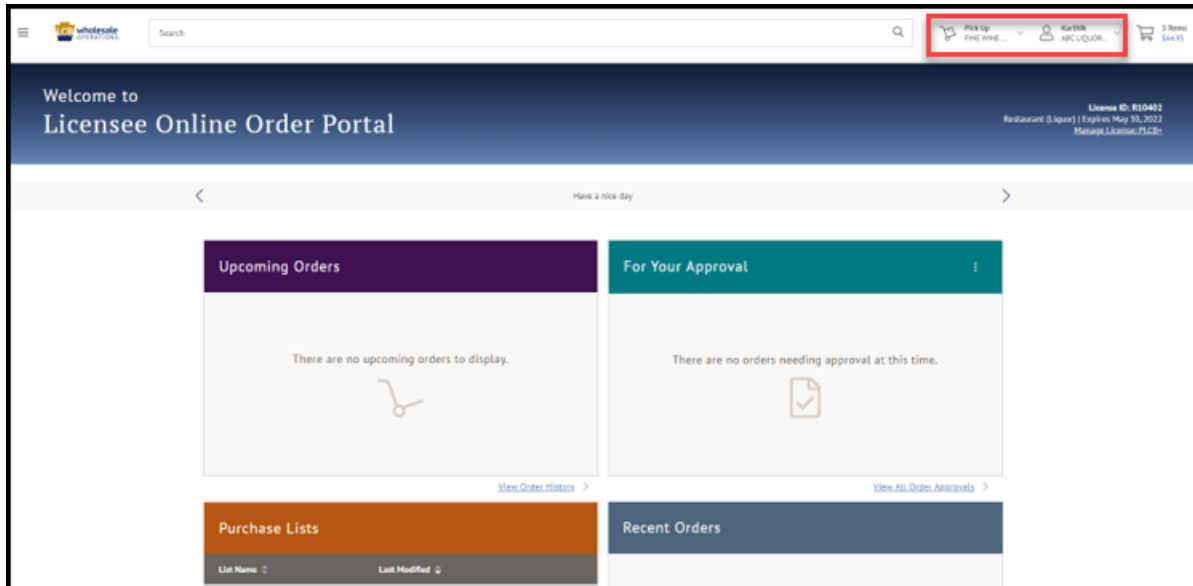 wholesale
OPERATIONS
Search
Pick Up
FINE WINE ...
Karthik
ABC LIQUOR...
3 Items
$64.95
Welcome to
Licensee Online Order Portal
License ID: R10402
Restaurant (Liquor) | Expires May 30, 2022
Manage License: PLCB+
Have a nice day
Upcoming Orders
For Your Approval
There are no upcoming orders to display.
There are no orders needing approval at this time.
View Order History
View All Order Approvals
Purchase Lists
Recent Orders
List Name
Last Modified